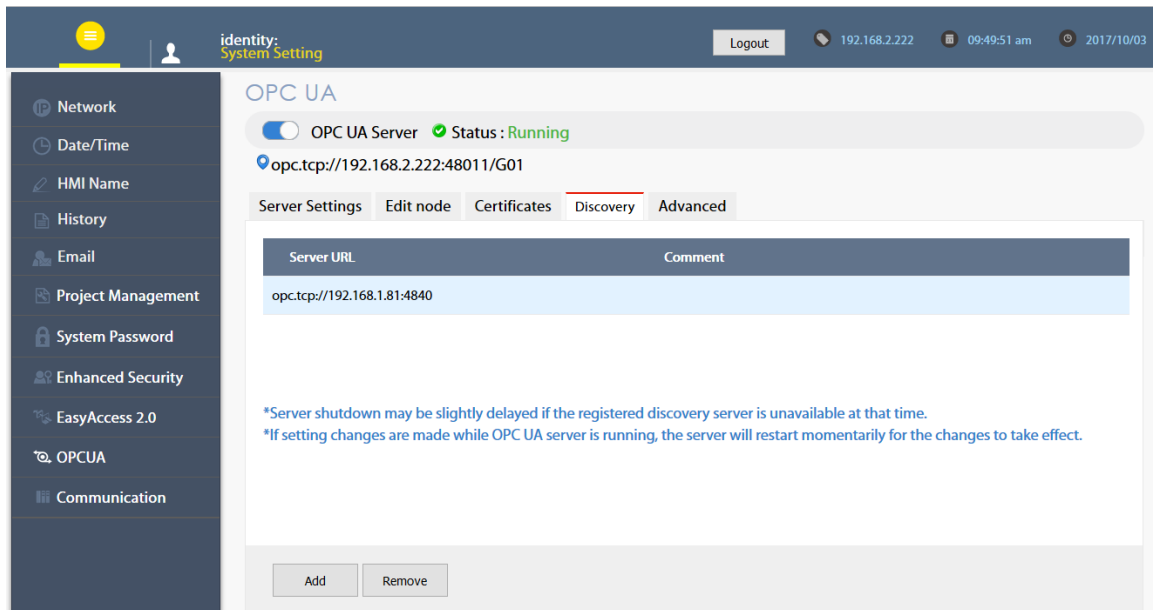 identity:
System Setting
Logout
192.168.2.222
09:49:51 am
2017/10/03
IP Network
Date/Time
HMI Name
History
Email
Project Management
System Password
Enhanced Security
EasyAccess 2.0
OPCUA
Communication
OPC UA
OPC UA Server Status : Running
opc.tcp://192.168.2.222:48011/G01
Server Settings Edit node Certificates Discovery Advanced
Server URL Comment
opc.tcp://192.168.1.81:4840
*Server shutdown may be slightly delayed if the registered discovery server is unavailable at that time.
*If setting changes are made while OPC UA server is running, the server will restart momentarily for the changes to take effect.
Add Remove